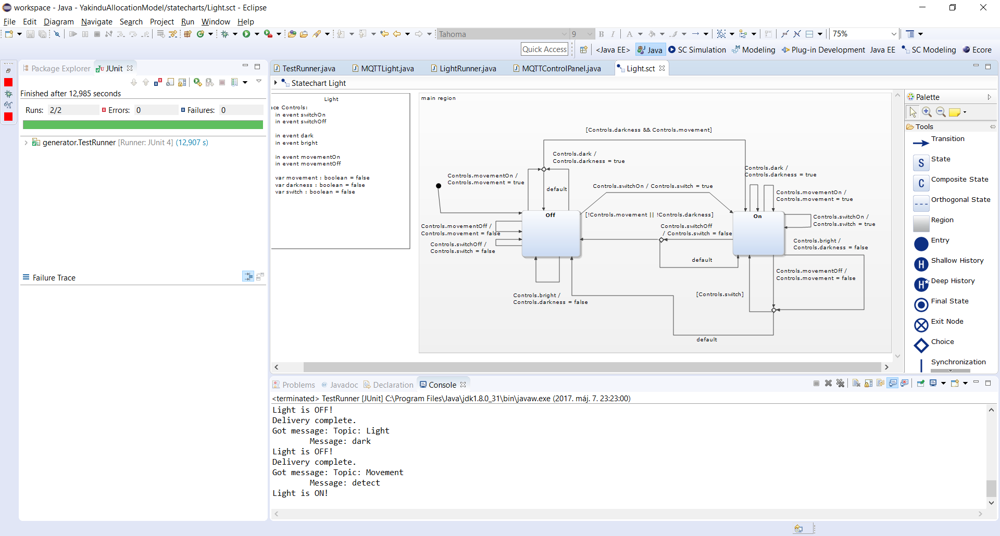 workspace - Java - YakinduAllocationModel/statecharts/Light.sct - Eclipse
File Edit Diagram Navigate Search Project Run Window Help
Tahoma 9 B I A 75%
Quick Access <Java EE> Java SC Simulation Modeling Plug-in Development Java EE SC Modeling Ecore
Package Explorer JUnit
Finished after 12,985 seconds
Runs: 2/2 Errors: 0 Failures: 0
generator.TestRunner [Runner: JUnit 4] (12,907 s)
Failure Trace
TestRunner.java MQTTLight.java LightRunner.java MQTTControlPanel.java Light.sct
Statechart Light
Light
ace Controls:
in event switchOn
in event switchOff
in event dark
in event bright
in event movementOn
in event movementOff
var movement : boolean = false
var darkness : boolean = false
var switch : boolean = false
main region
[Controls.darkness && Controls.movement]
Controls.dark /
Controls.darkness = true
Controls.movementOn /
Controls.movement = true
default
Controls.switchOn / Controls.switch = true
Controls.dark /
Controls.darkness = true
Controls.movementOn /
Controls.movement = true
Off
[!Controls.movement || !Controls.darkness]
On
Controls.switchOn /
Controls.switch = true
Controls.movementOff /
Controls.movement = false
Controls.switchOff
/ Controls.switch = false
Controls.switchOff /
Controls.switch = false
Controls.bright /
Controls.darkness = false
default
Controls.movementOff /
Controls.movement = false
Controls.bright /
Controls.darkness = false
[Controls.switch]
default
Palette
Tools
Transition
S State
C Composite State
Orthogonal State
Region
Entry
H Shallow History
H Deep History
Final State
Exit Node
Choice
Synchronization
Problems @ Javadoc Declaration Console
<terminated> TestRunner [JUnit] C:\Program Files\Java\jdk1.8.0_31\bin\javaw.exe (2017. máj. 7. 23:23:00)
Light is OFF!
Delivery complete.
Got message: Topic: Light
Message: dark
Light is OFF!
Delivery complete.
Got message: Topic: Movement
Message: detect
Light is ON!